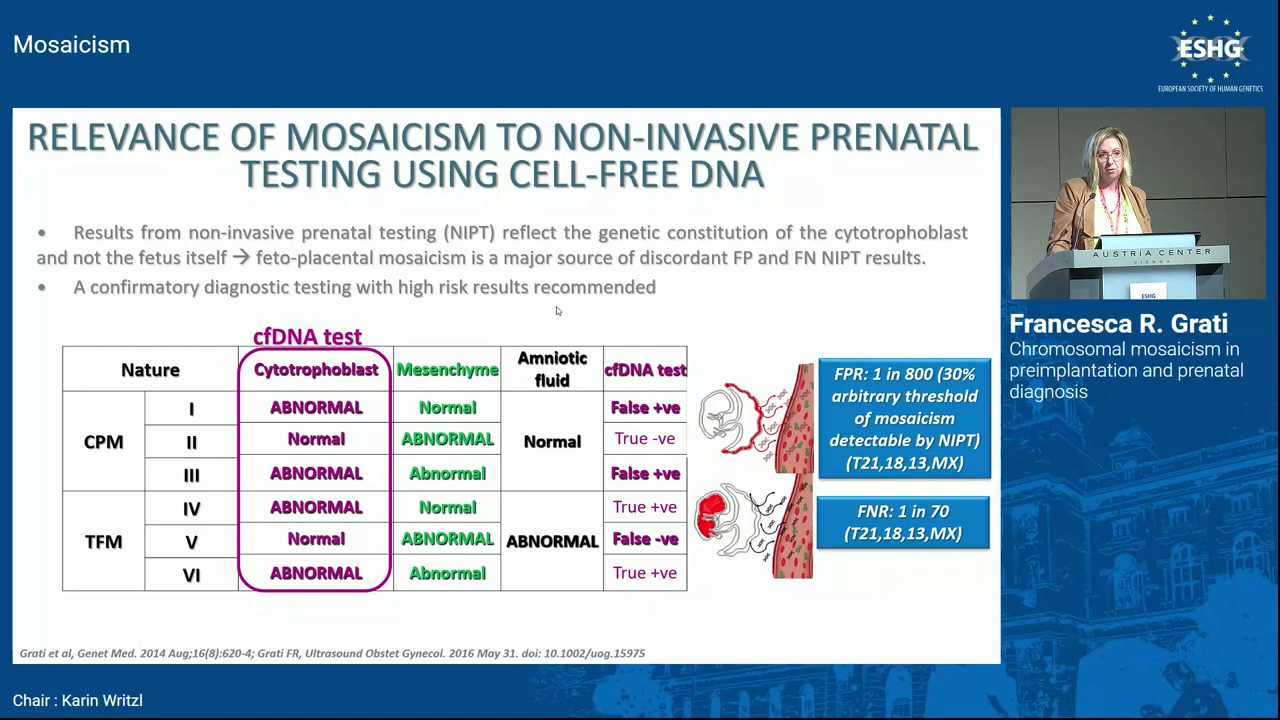 Mosaicism
ESHG
EUROPEAN SOCIETY OF HUMAN GENETICS
RELEVANCE OF MOSAICISM TO NON-INVASIVE PRENATAL
TESTING USING CELL-FREE DNA
• Results from non-invasive prenatal testing (NIPT) reflect the genetic constitution of the cytotrophoblast
and not the fetus itself → feto-placental mosaicism is a major source of discordant FP and FN NIPT results.
• A confirmatory diagnostic testing with high risk results recommended
cfDNA test
Nature Cytotrophoblast Mesenchyme Amniotic fluid cfDNA test
CPM
I ABNORMAL Normal False +ve
II Normal ABNORMAL Normal True -ve
III ABNORMAL Abnormal False +ve
TFM
IV ABNORMAL Normal True +ve
V Normal ABNORMAL ABNORMAL False -ve
VI ABNORMAL Abnormal True +ve
FPR: 1 in 800 (30%
arbitrary threshold
of mosaicism
detectable by NIPT)
(T21,18,13,MX)
FNR: 1 in 70
(T21,18,13,MX)
Grati et al, Genet Med. 2014 Aug;16(8):620-4; Grati FR, Ultrasound Obstet Gynecol. 2016 May 31. doi: 10.1002/uog.15975
AUSTRIA CENTER
VIENNA
ESHG
Francesca R. Grati
Chromosomal mosaicism in
preimplantation and prenatal
diagnosis
Chair : Karin Writzl